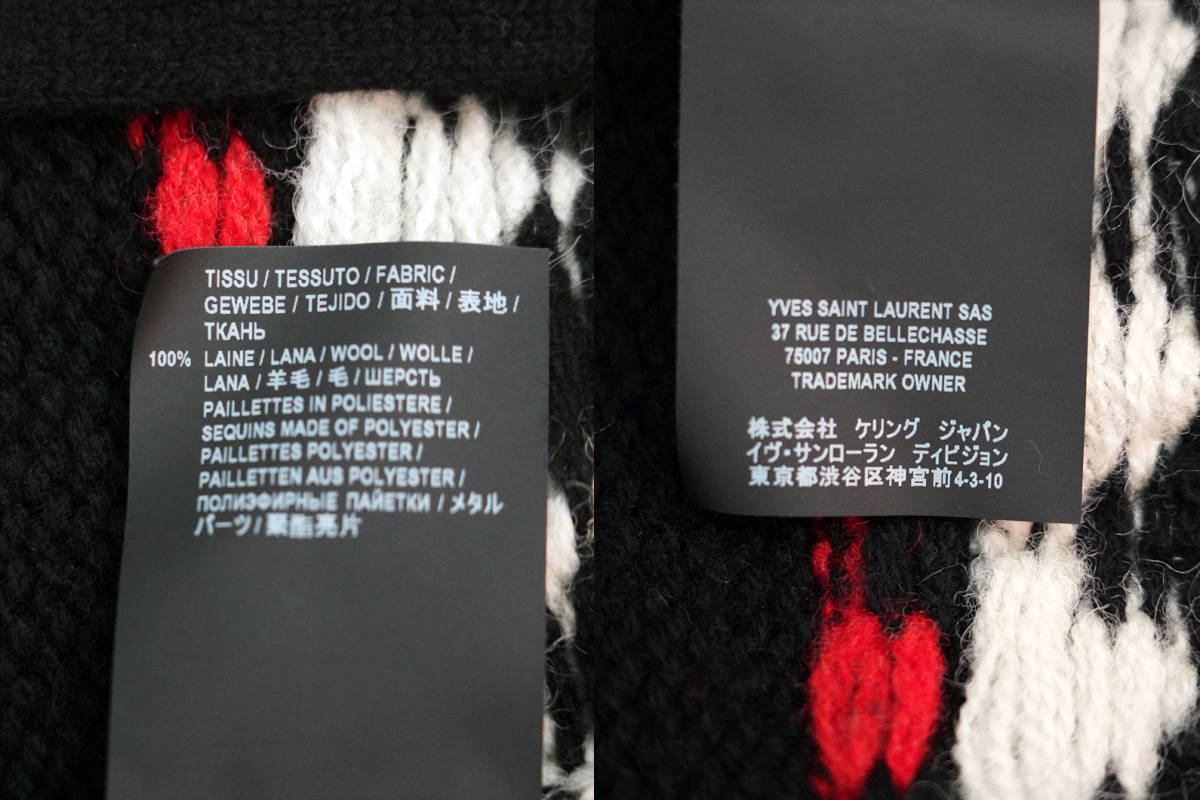 TISSU / TESSUTO / FABRIC /
GEWEBE / TEJIDO / 面料 / 表地 /
ТКАНЬ
100% LAINE / LANA / WOOL / WOLLE /
LANA / 羊毛 / 毛 / ШЕРСТЬ
PAILLETTES IN POLIESTERE /
SEQUINS MADE OF POLYESTER /
PAILLETTES POLYESTER /
PAILLETTEN AUS POLYESTER /
ПОЛИЭФИРНЫЕ ПАЙЕТКИ / メタル
パーツ / 聚酯亮片
YVES SAINT LAURENT SAS
37 RUE DE BELLECHASSE
75007 PARIS - FRANCE
TRADEMARK OWNER
株式会社 ケリング ジャパン
イヴ・サンローラン ディビジョン
東京都渋谷区神宮前4-3-10